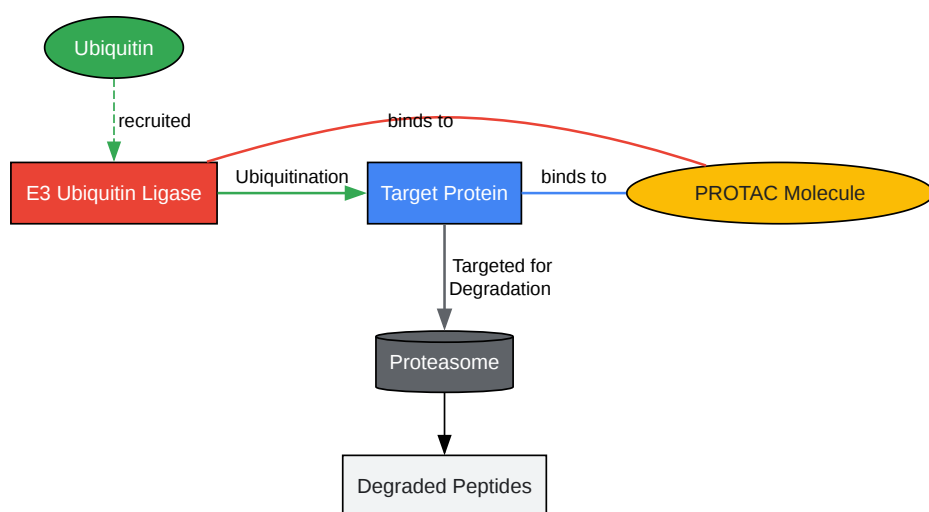 Ubiquitin
recruited
binds to
E3 Ubiquitin Ligase
Ubiquitination
Target Protein
binds to
PROTAC Molecule
Targeted for
Degradation
Proteasome
Degraded Peptides